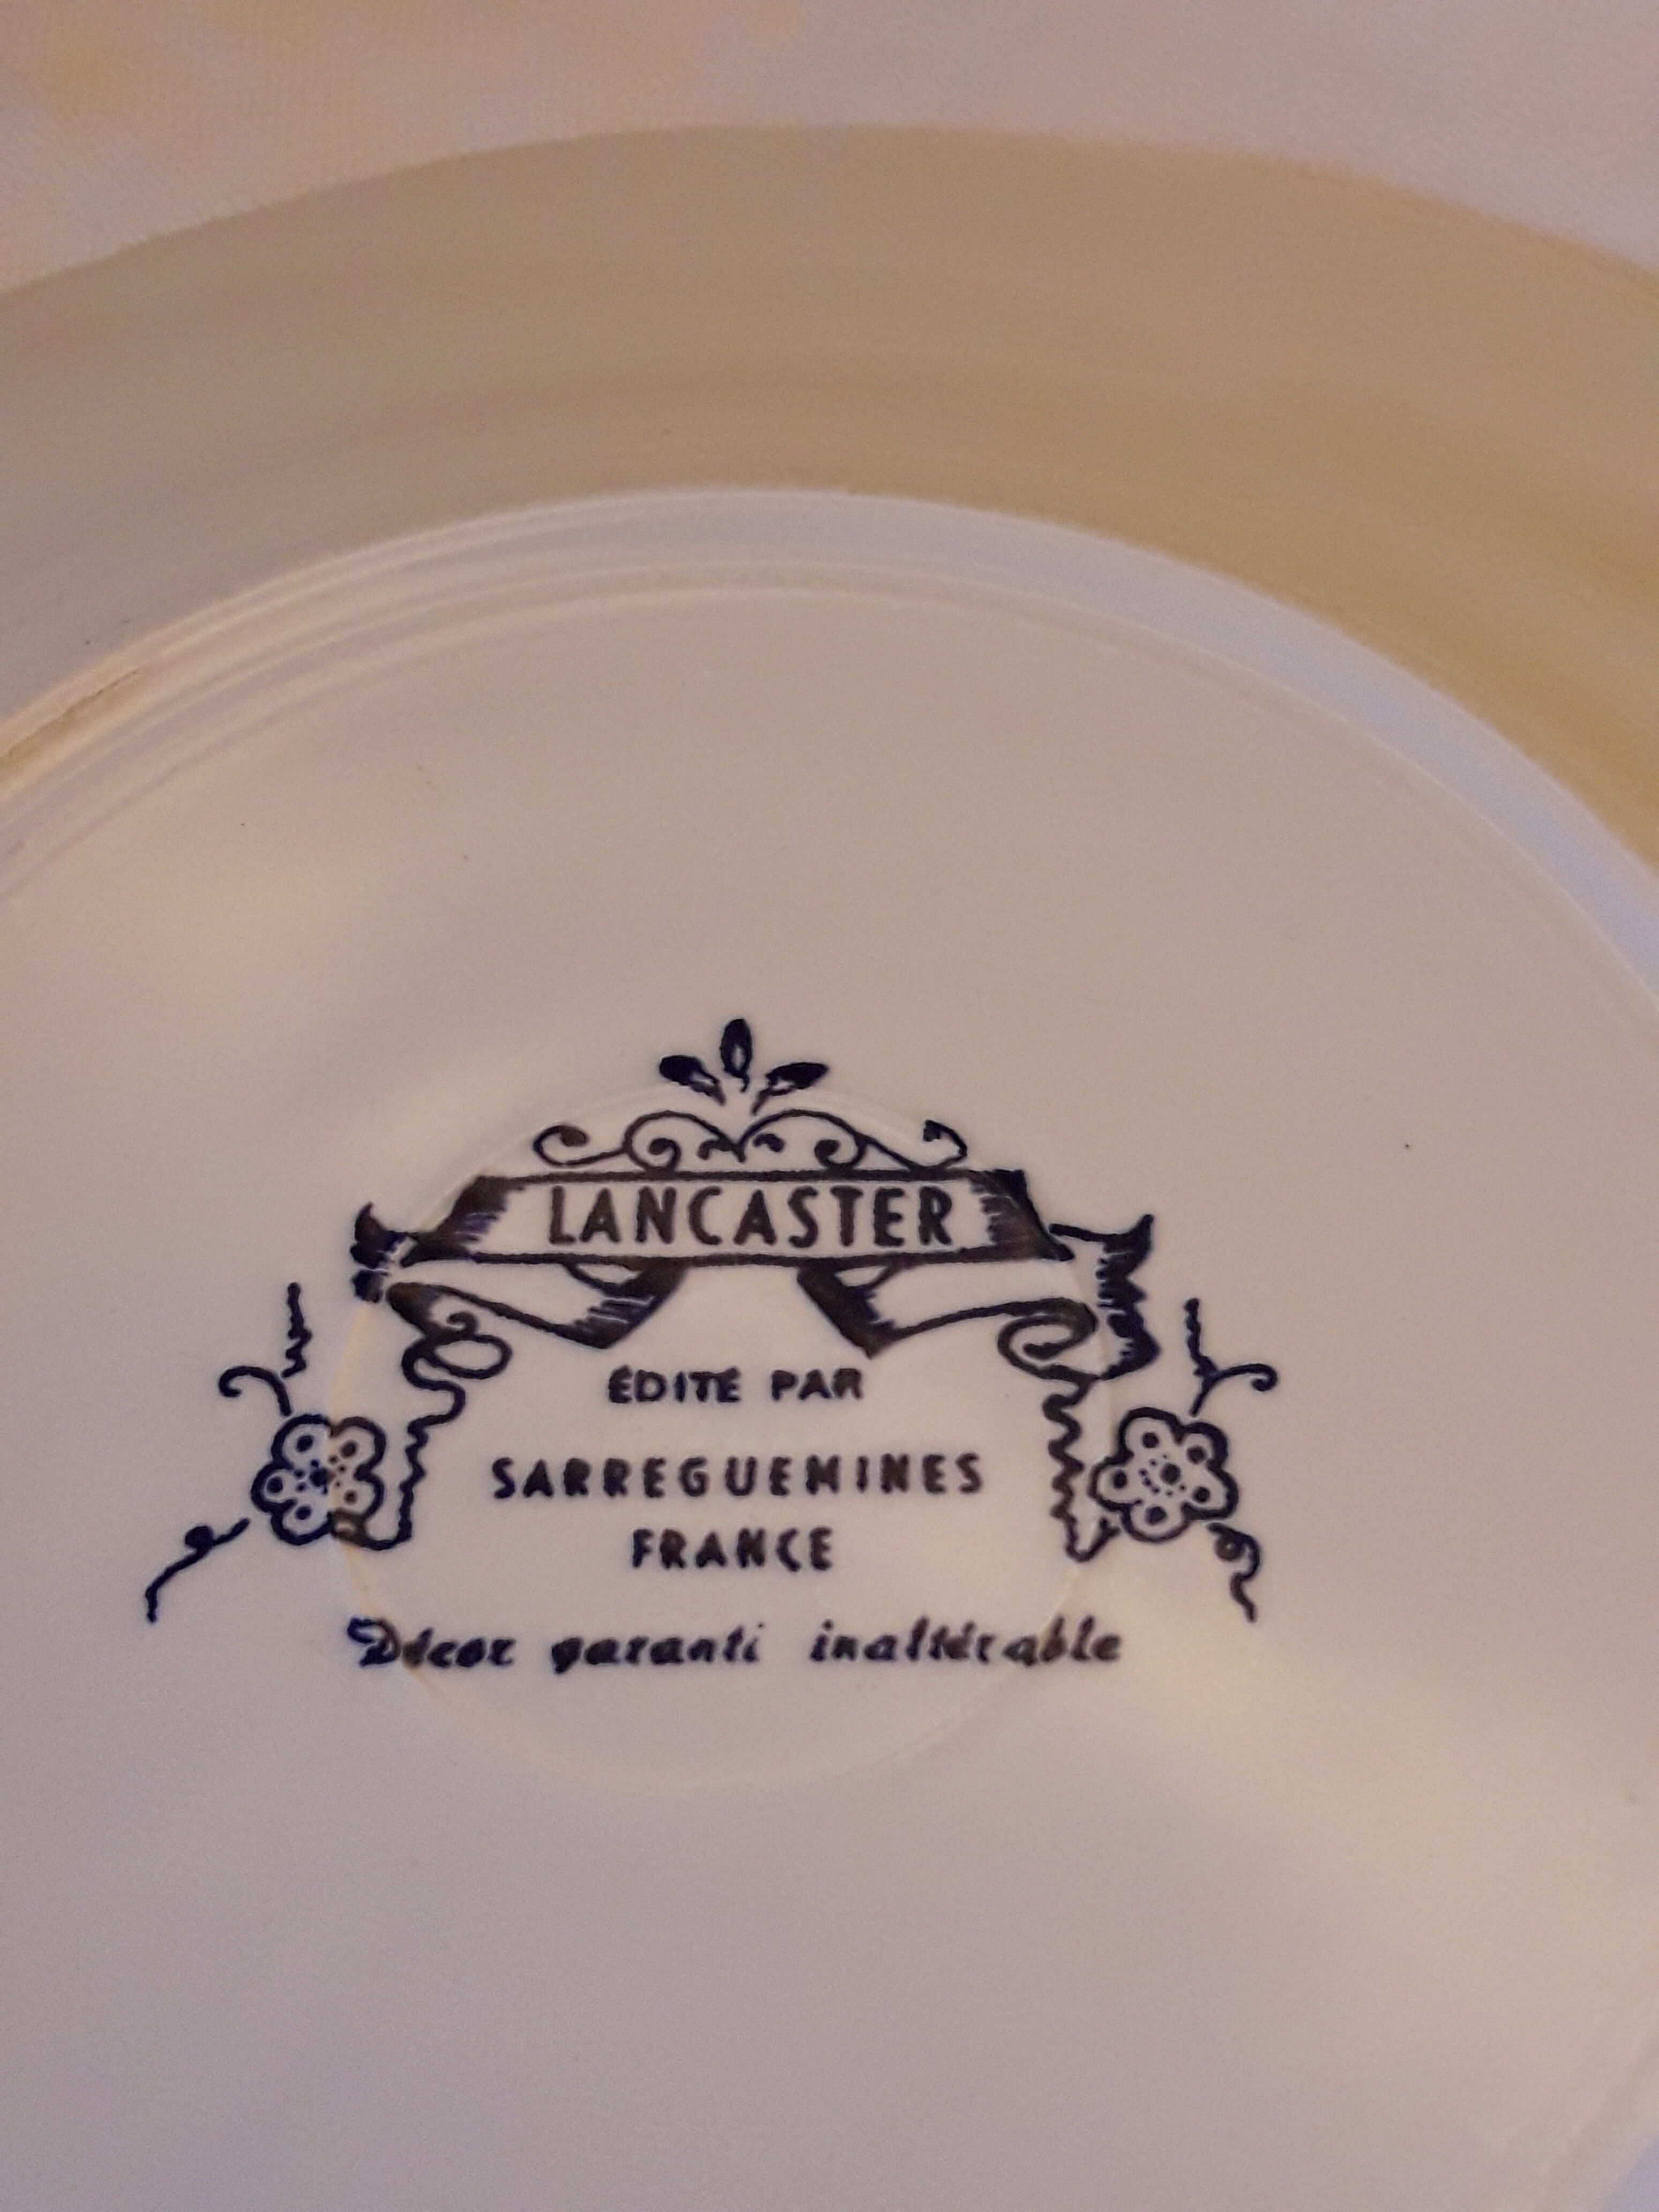 LANCASTER
ÉDITÉ PAR
SARREGUEMINES
FRANCE
Décor garanti inaltérable